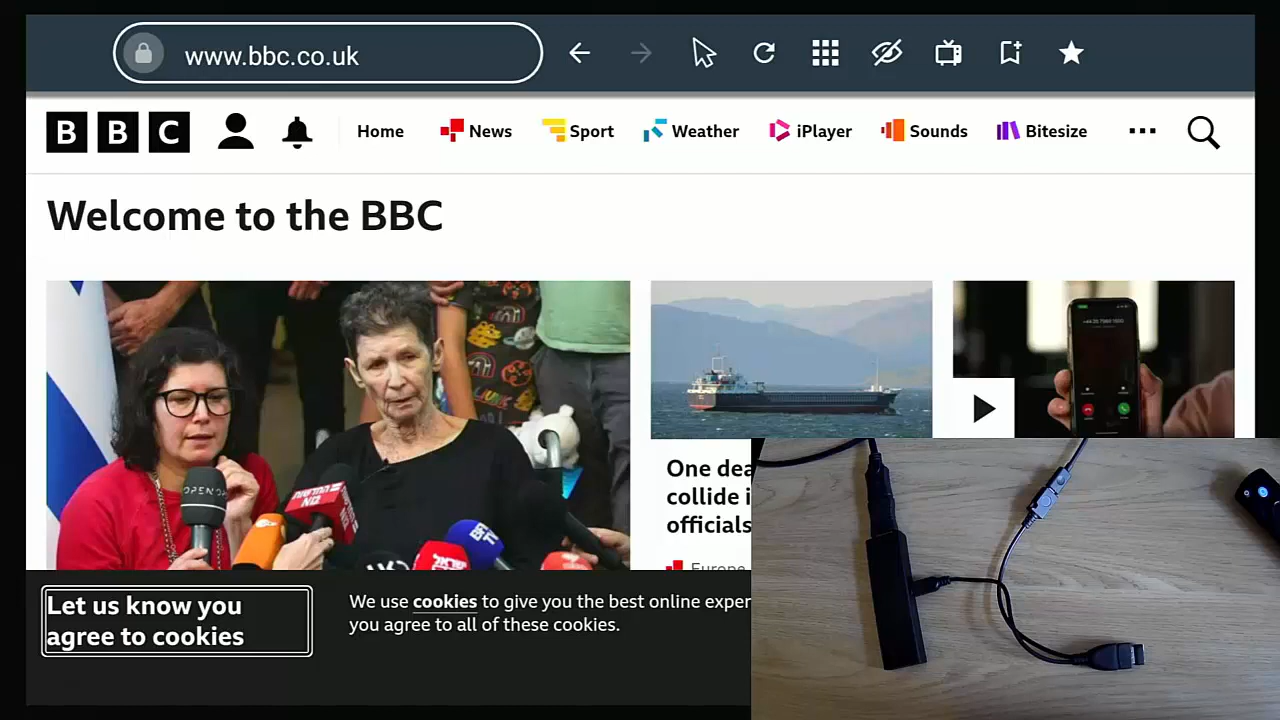 www.bbc.co.uk
BBC
Home
News
Sport
Weather
iPlayer
Sounds
Bitesize
Welcome to the BBC
One dea
collide i
officials
Europe
Let us know you
agree to cookies
We use cookies to give you the best online exper
you agree to all of these cookies.